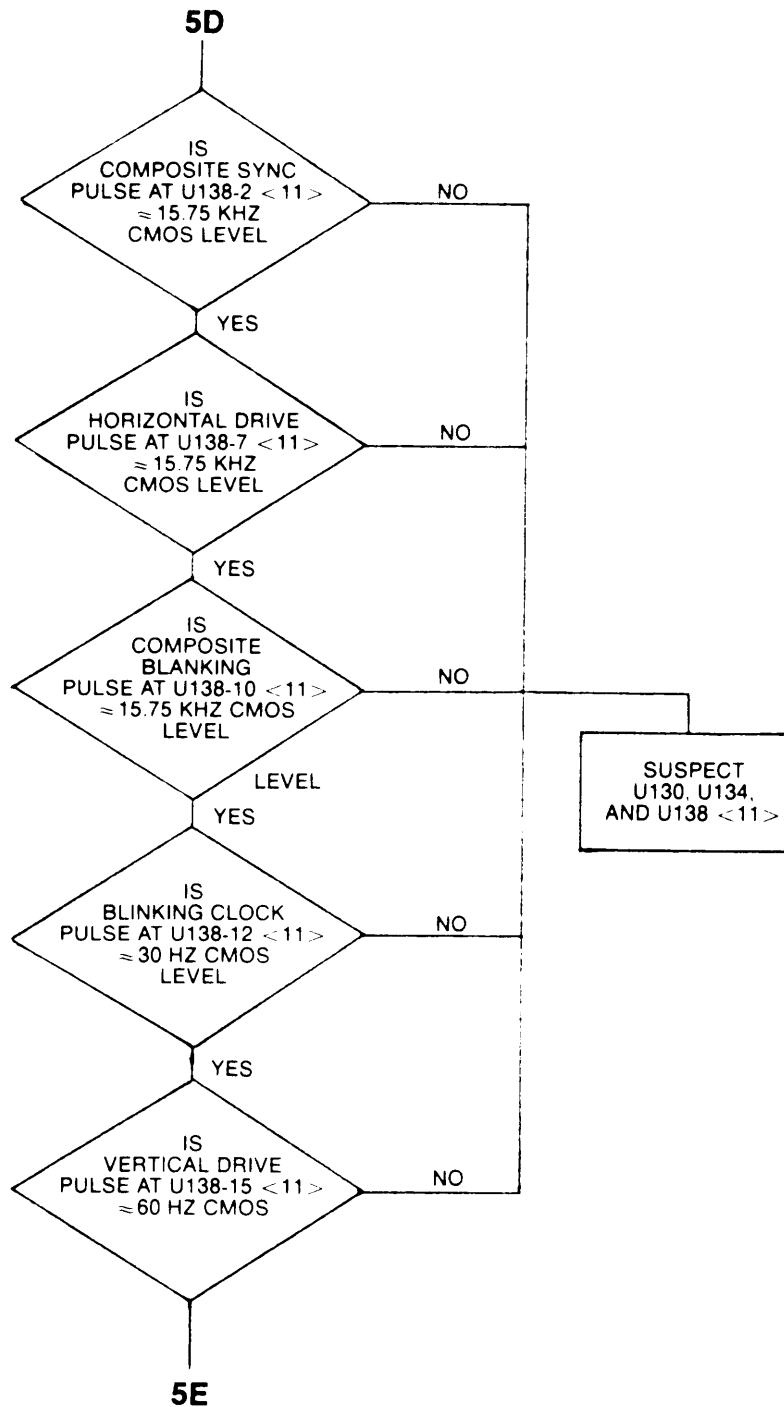 5D
IS
COMPOSITE SYNC
PULSE AT U138-2 <11>
≈15.75 KHZ
CMOS LEVEL
NO
YES
IS
HORIZONTAL DRIVE
PULSE AT U138-7 <11>
≈15.75 KHZ
CMOS LEVEL
NO
YES
IS
COMPOSITE
BLANKING
PULSE AT U138-10 <11>
≈15.75 KHZ CMOS
LEVEL
NO
LEVEL
SUSPECT
U130, U134,
AND U138 <11>
YES
IS
BLINKING CLOCK
PULSE AT U138-12 <11>
≈30 HZ CMOS
LEVEL
NO
YES
IS
VERTICAL DRIVE
PULSE AT U138-15 <11>
≈60 HZ CMOS
NO
5E